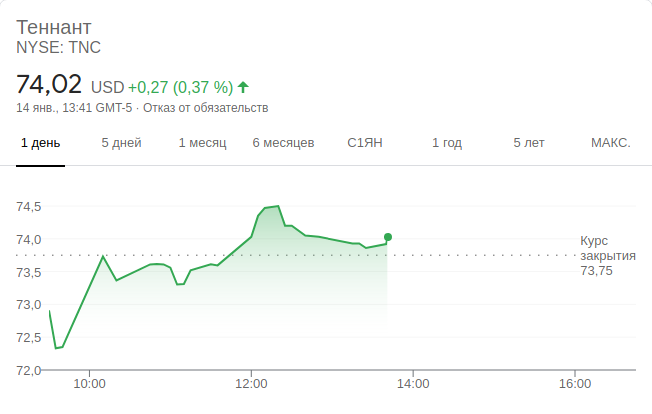 Теннант
NYSE: TNC
74,02 USD +0,27 (0,37 %)
14 янв., 13:41 GMT-5 · Отказ от обязательств
1 день 5 дней 1 месяц 6 месяцев С1ЯН 1 год 5 лет МАКС.
74,5
74,0
73,5
73,0
72,5
72,0
Курс
закрытия
73,75
10:00 12:00 14:00 16:00